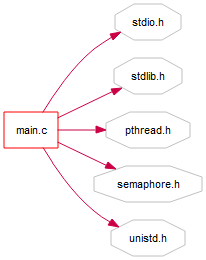 stdio.h
stdlib.h
main.c
pthread.h
semaphore.h
unistd.h